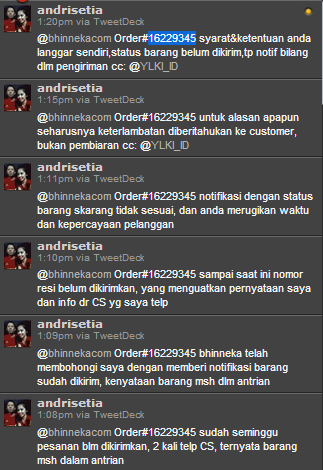 andrisetia
1:20pm via TweetDeck
@bhinnekacom Order#16229345 syarat&ketentuan anda
langgar sendiri,status barang belum dikirim,tp notif bilang
dlm pengiriman cc: @YLKI_ID
andrisetia
1:15pm via TweetDeck
@bhinnekacom Order#16229345 untuk alasan apapun
seharusnya keterlambatan diberitahukan ke customer,
bukan pembiaran cc: @YLKI_ID
andrisetia
1:11pm via TweetDeck
@bhinnekacom Order#16229345 notifikasi dengan status
barang skarang tidak sesuai, dan anda merugikan waktu
dan kepercayaan pelanggan
andrisetia
1:10pm via TweetDeck
@bhinnekacom Order#16229345 sampai saat ini nomor
resi belum dikirimkan, yang menguatkan pernyataan saya
dan info dr CS yg saya telp
andrisetia
1:09pm via TweetDeck
@bhinnekacom Order#16229345 bhinneka telah
membohongi saya dengan memberi notifikasi barang
sudah dikirim, kenyataan barang msh dlm antrian
andrisetia
1:08pm via TweetDeck
@bhinnekacom Order#16229345 sudah seminggu
pesanan blm dikirimkan, 2 kali telp CS, ternyata barang
msh dalam antrian